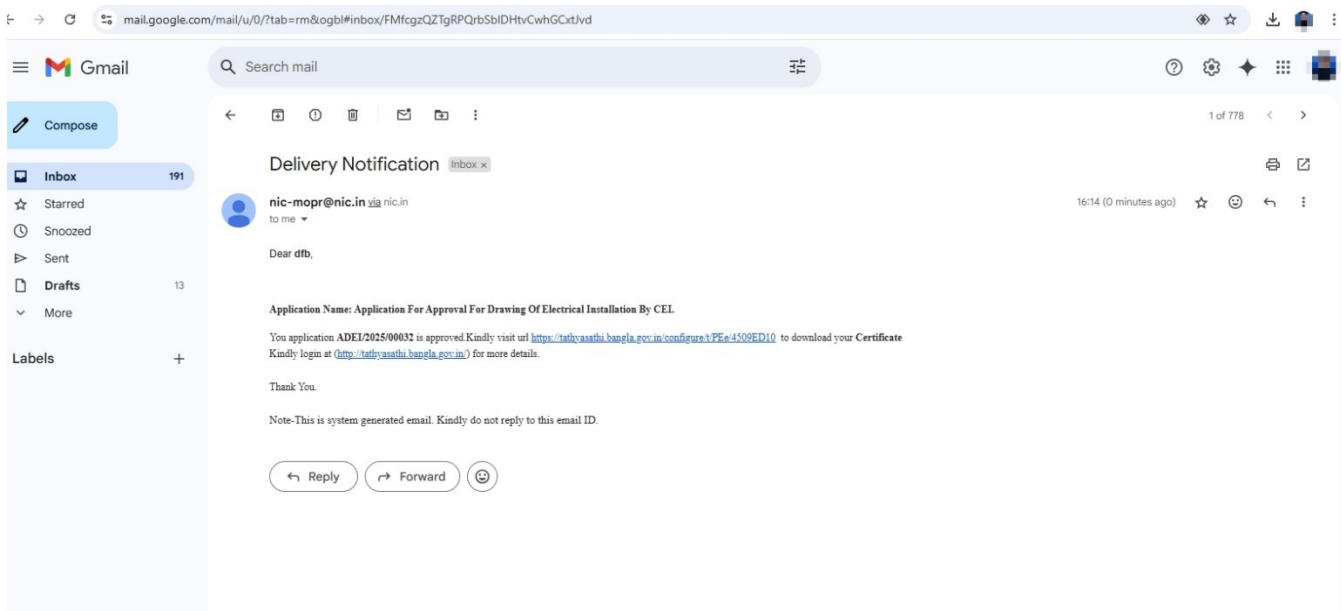 mail.google.com/mail/u/0/?tab=rm&ogbl#inbox/FMfcgzQZTgRPQrbSblDHtvCwhGCxtJvd
Gmail
Search mail
Compose
1 of 778
Delivery Notification Inbox ×
Inbox 191
nic-mopr@nic.in via nic.in 16:14 (0 minutes ago)
Starred
to me
Snoozed
Dear dfb,
Sent
Drafts 13
More
Application Name: Application For Approval For Drawing Of Electrical Installation By CEI.
You application ADEI/2025/00032 is approved.Kindly visit url https://tathyasathi.bangla.gov.in/configure/t/PEe/4509ED10 to download your Certificate
Kindly login at (http://tathyasathi.bangla.gov.in/) for more details.
Labels +
Thank You.
Note-This is system generated email. Kindly do not reply to this email ID.
Reply Forward